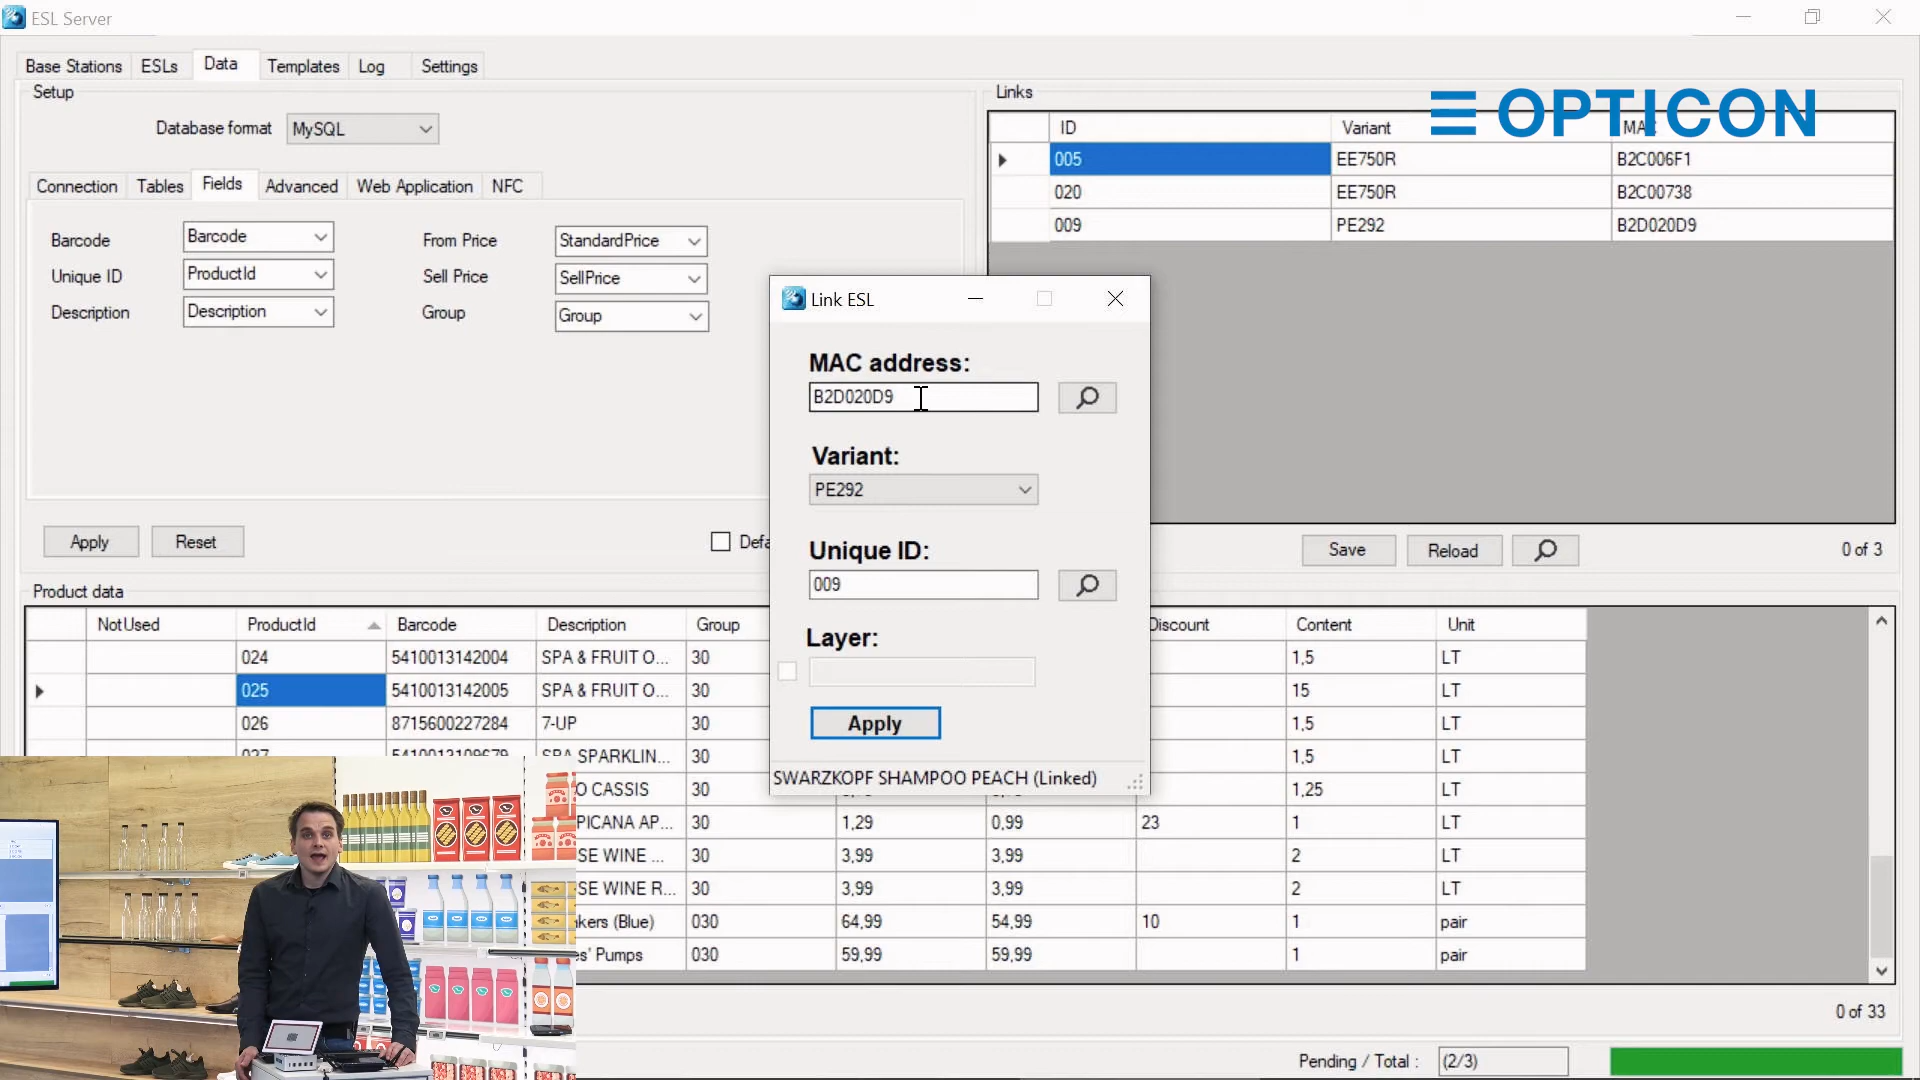 ESL Server
Base Stations ESLs Data Templates Log Settings
Setup
Database format MySQL
Connection Tables Fields Advanced Web Application NFC
Barcode Barcode From Price StandardPrice
Unique ID ProductId Sell Price SellPrice
Description Description Group Group
Apply Reset Defa
Links
OPTICON
ID Variant MAC
005 EE750R B2C006F1
020 EE750R B2C00738
009 PE292 B2D020D9
Save Reload 0 of 3
Link ESL
MAC address:
B2D020D9
Variant:
PE292
Unique ID:
009
Layer:
Apply
SWARZKOPF SHAMPOO PEACH (Linked)
Product data
NotUsed ProductId Barcode Description Group Discount Content Unit
024 5410013142004 SPA & FRUIT O... 30 1,5 LT
025 5410013142005 SPA & FRUIT O... 30 15 LT
026 8715600227284 7-UP 30 1,5 LT
027 5410013109679 SPA SPARKLIN... 30 1,5 LT
O CASSIS 30 1,25 LT
PICANA AP... 30 1,29 0,99 23 1 LT
SE WINE ... 30 3,99 3,99 2 LT
SE WINE R... 30 3,99 3,99 2 LT
kers (Blue) 030 64,99 54,99 10 1 pair
es' Pumps 030 59,99 59,99 1 pair
0 of 33
Pending / Total : (2/3)